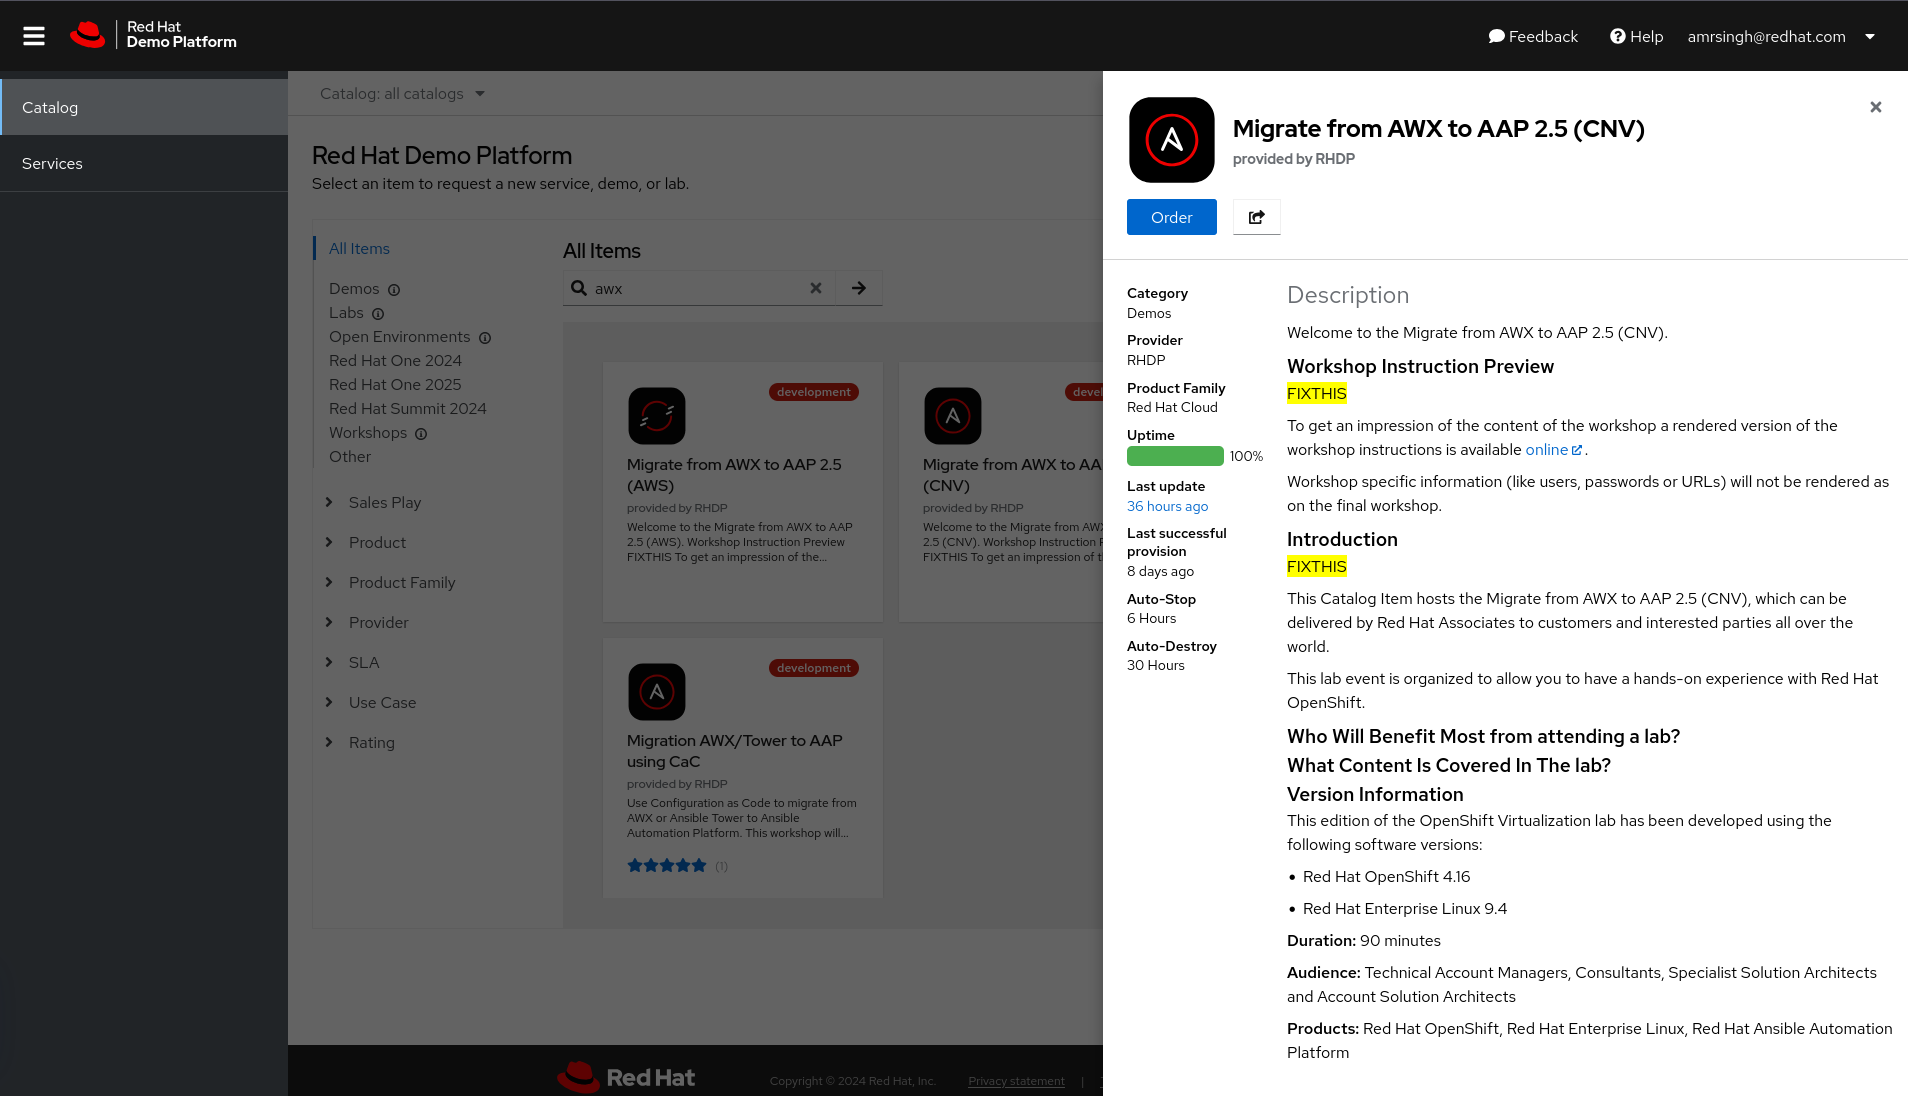 Red Hat
Demo Platform
Feedback
Help
amrsingh@redhat.com
Catalog
Services
Catalog: all catalogs
Red Hat Demo Platform
Select an item to request a new service, demo, or lab.
All Items
Demos
Labs
Open Environments
Red Hat One 2024
Red Hat One 2025
Red Hat Summit 2024
Workshops
Other
Sales Play
Product
Product Family
Provider
SLA
Use Case
Rating
All Items
awx
development
Migrate from AWX to AAP 2.5
(AWS)
provided by RHDP
Welcome to the Migrate from AWX to AAP
2.5 (AWS). Workshop Instruction Preview
FIXTHIS To get an impression of the...
Migrate from AWX to
(CNV)
provided by RHDP
Welcome to the Migrate from
2.5 (CNV). Workshop Instruction
FIXTHIS To get an impression of
development
Migration AWX/Tower to AAP
using CaC
provided by RHDP
Use Configuration as Code to migrate from
AWX or Ansible Tower to Ansible
Automation Platform. This workshop will...
(1)
Red Hat
Copyright © 2024 Red Hat, Inc.
Privacy statement
|
Migrate from AWX to AAP 2.5 (CNV)
provided by RHDP
Order
Category
Demos
Provider
RHDP
Product Family
Red Hat Cloud
Uptime
100%
Last update
36 hours ago
Last successful
provision
8 days ago
Auto-Stop
6 Hours
Auto-Destroy
30 Hours
Description
Welcome to the Migrate from AWX to AAP 2.5 (CNV).
Workshop Instruction Preview
FIXTHIS
To get an impression of the content of the workshop a rendered version of the
workshop instructions is available online .
Workshop specific information (like users, passwords or URLs) will not be rendered as
on the final workshop.
Introduction
FIXTHIS
This Catalog Item hosts the Migrate from AWX to AAP 2.5 (CNV), which can be
delivered by Red Hat Associates to customers and interested parties all over the
world.
This lab event is organized to allow you to have a hands-on experience with Red Hat
OpenShift.
Who Will Benefit Most from attending a lab?
What Content Is Covered In The lab?
Version Information
This edition of the OpenShift Virtualization lab has been developed using the
following software versions:
• Red Hat OpenShift 4.16
• Red Hat Enterprise Linux 9.4
Duration: 90 minutes
Audience: Technical Account Managers, Consultants, Specialist Solution Architects
and Account Solution Architects
Products: Red Hat OpenShift, Red Hat Enterprise Linux, Red Hat Ansible Automation
Platform